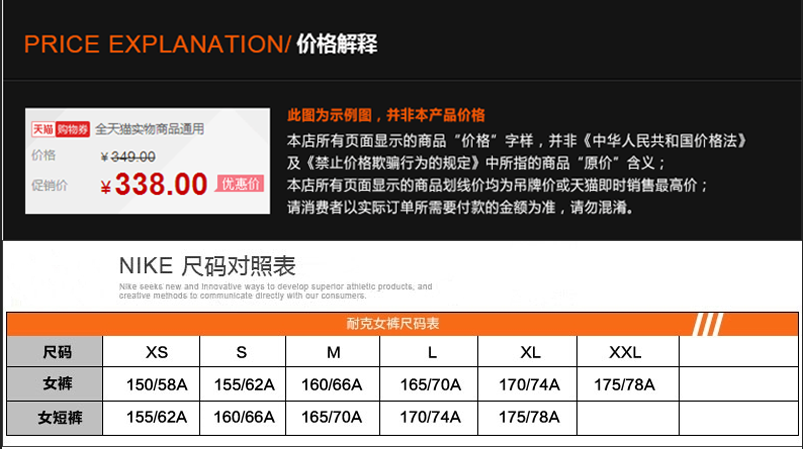 PRICE EXPLANATION/价格解释
天猫 购物券 全天猫实物商品通用
价格 ¥349.00
促销价 ¥338.00 优惠价
此图为示例图，并非本产品价格
本店所有页面显示的商品“价格”字样，并非《中华人民共和国价格法》
及《禁止价格欺骗行为的规定》中所指的商品“原价”含义；
本店所有页面显示的商品划线价均为吊牌价或天猫即时销售最高价；
请消费者以实际订单所需要付款的金额为准，请勿混淆。
NIKE 尺码对照表
Nike seeks new and innovative ways to develop superior athletic products, and
creative methods to communicate directly with our consumers.
耐克女裤尺码表
尺码 XS S M L XL XXL
女裤 150/58A 155/62A 160/66A 165/70A 170/74A 175/78A
女短裤 155/62A 160/66A 165/70A 170/74A 175/78A